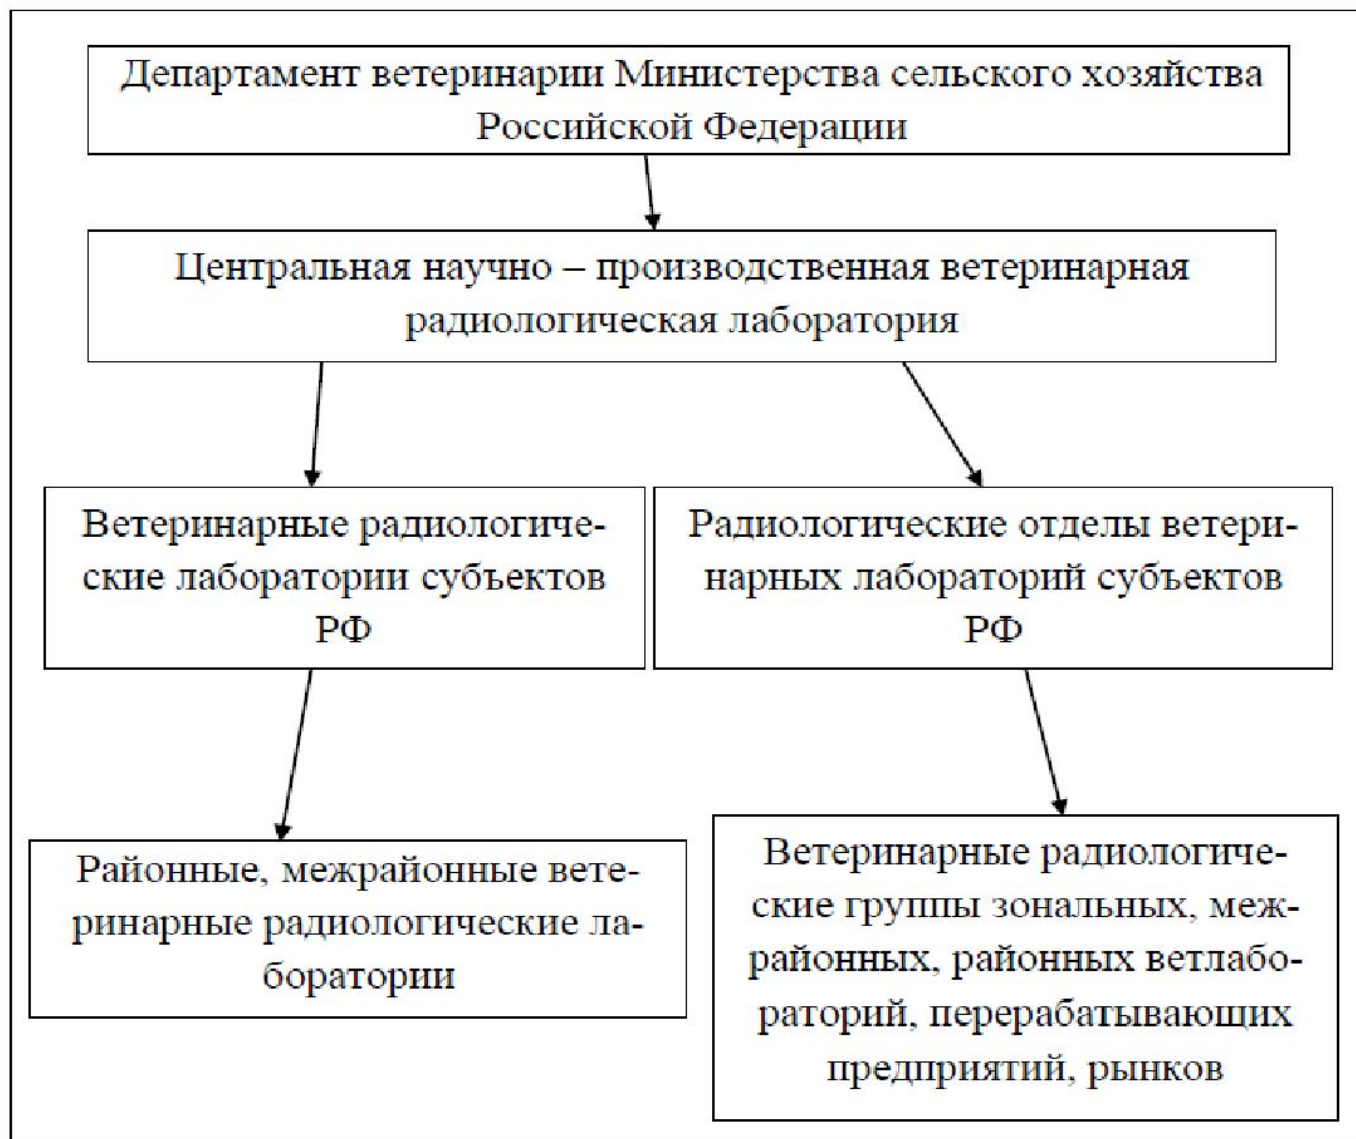 Департамент ветеринарии Министерства сельского хозяйства
Российской Федерации
Центральная научно – производственная ветеринарная
радиологическая лаборатория
Ветеринарные радиологиче-
ские лаборатории субъектов
РФ
Радиологические отделы ветери-
нарных лабораторий субъектов
РФ
Районные, межрайонные вете-
ринарные радиологические ла-
боратории
Ветеринарные радиологиче-
ские группы зональных, меж-
районных, районных ветлабо-
раторий, перерабатывающих
предприятий, рынков